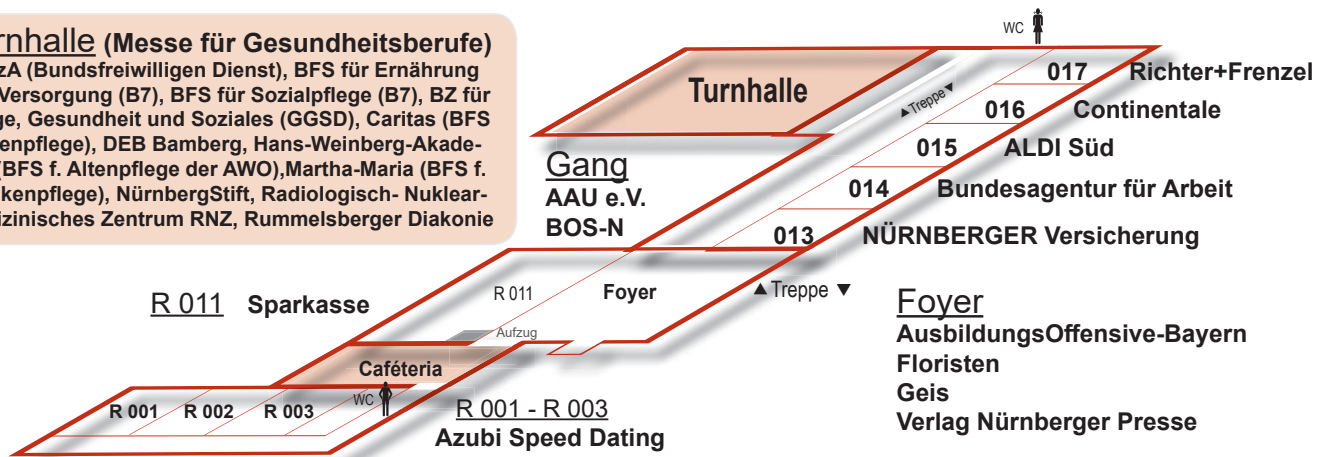 rnhalle (Messe für Gesundheitsberufe)
zA (Bundsfreiwilligen Dienst), BFS für Ernährung
Versorgung (B7), BFS für Sozialpflege (B7), BZ für
ge, Gesundheit und Soziales (GGSD), Caritas (BFS
enpflege), DEB Bamberg, Hans-Weinberg-Akade-
(BFS f. Altenpflege der AWO),Martha-Maria (BFS f.
kenpflege), NürnbergStift, Radiologisch- Nuklear-
izinisches Zentrum RNZ, Rummelsberger Diakonie
WC
Turnhalle
▲Treppe▼
017 Richter+Frenzel
016 Continentale
015 ALDI Süd
014 Bundesagentur für Arbeit
013 NÜRNBERGER Versicherung
Gang
AAU e.V.
BOS-N
R 011 Sparkasse
R 011
Foyer
▲ Treppe ▼
Aufzug
Foyer
AusbildungsOffensive-Bayern
Floristen
Geis
Verlag Nürnberger Presse
Caféteria
WC
R 001
R 002
R 003
R 001 - R 003
Azubi Speed Dating